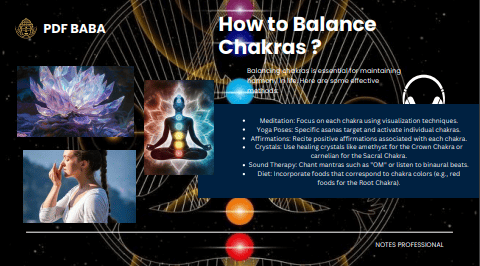 PDF BABA
How to Balance
Chakras ?
Balancing chakras is essential for maintaining
harmony in life. Here are some effective
methods:
Meditation: Focus on each chakra using visualization techniques.
Yoga Poses: Specific asanas target and activate individual chakras.
Affirmations: Recite positive affirmations associated with each chakra.
Crystals: Use healing crystals like amethyst for the Crown Chakra or
carnelian for the Sacral Chakra.
Sound Therapy: Chant mantras such as "OM" or listen to binaural beats.
Diet: Incorporate foods that correspond to chakra colors (e.g., red
foods for the Root Chakra).
NOTES PROFESSIONAL